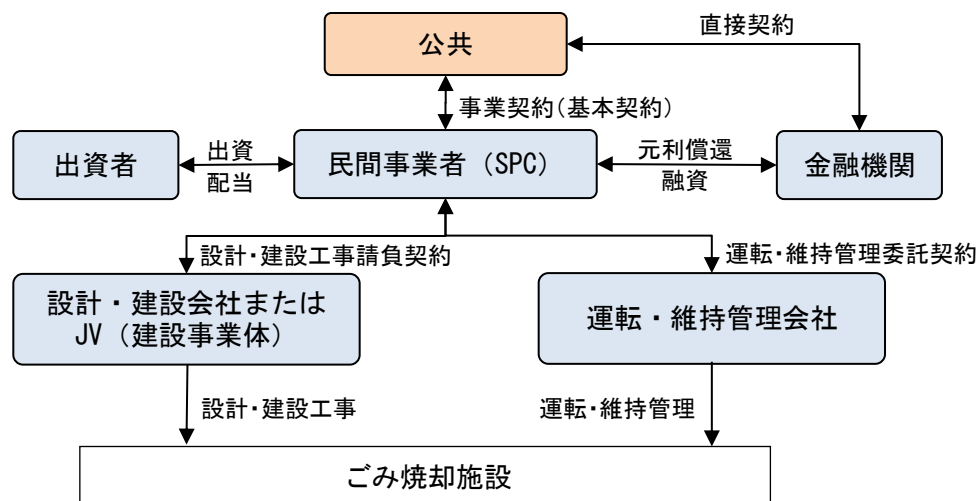 公共
直接契約
事業契約(基本契約)
出資者
出資
配当
民間事業者（SPC）
元利償還
融資
金融機関
設計・建設工事請負契約
運転・維持管理委託契約
設計・建設会社または
JV（建設事業体）
運転・維持管理会社
設計・建設工事
運転・維持管理
ごみ焼却施設